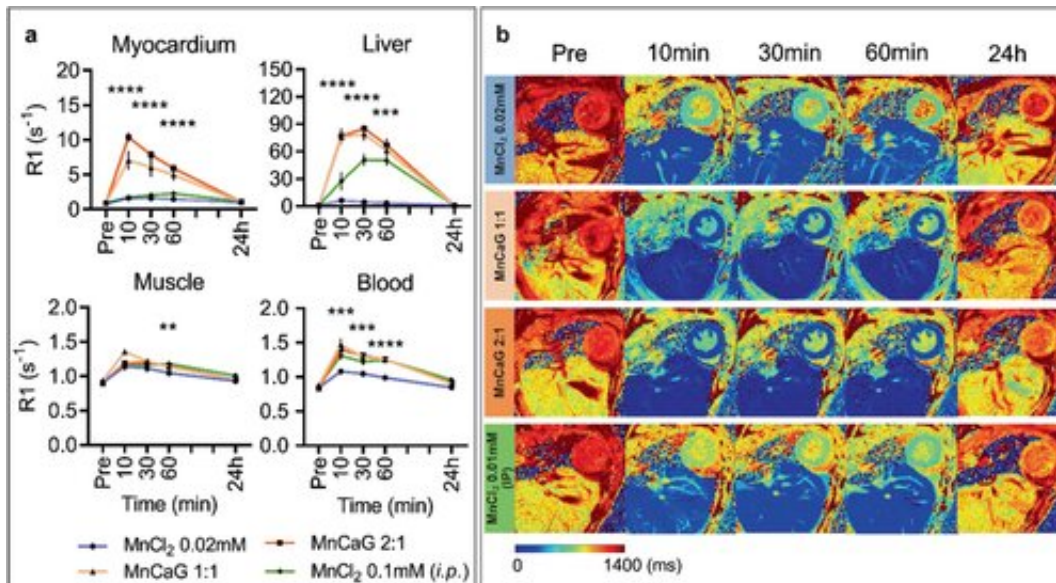 a
Myocardium
Liver
R1 (s⁻¹)
20
15
10
5
0
****
****
****
Pre
10
30
60
24h
150
120
90
60
30
0
****
****
***
Pre
10
30
60
24h
Muscle
Blood
R1 (s⁻¹)
2.0
1.5
1.0
0.5
0.0
**
Pre
10
30
60
24h
Time (min)
2.0
1.5
1.0
0.5
0.0
***
***
****
Pre
10
30
60
24h
Time (min)
MnCl₂ 0.02mM
MnCaG 2:1
MnCaG 1:1
MnCl₂ 0.1mM (i.p.)
b
Pre
10min
30min
60min
24h
MnCl₂ 0.02mM
MnCaG 1:1
MnCaG 2:1
MnCl₂ 0.01mM
(IP)
0
1400 (ms)